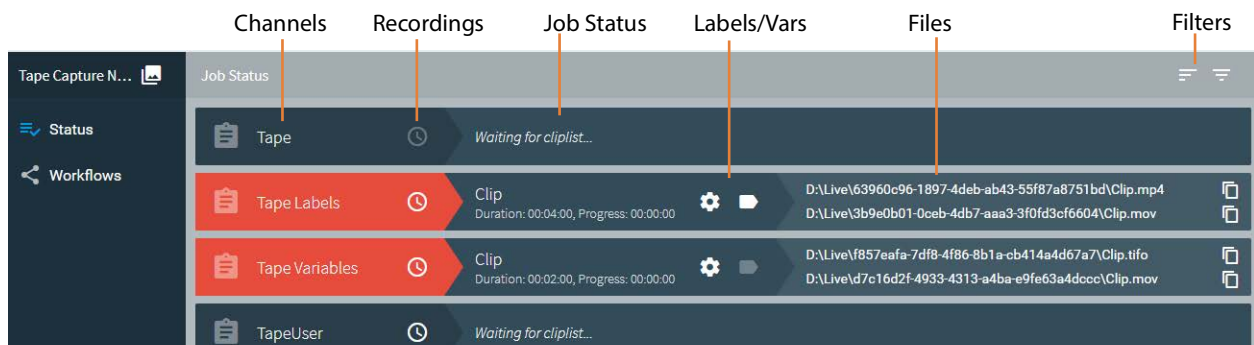 Channels Recordings Job Status Labels/Vars Files Filters
Tape Capture N... Job Status
Status
Workflows
Tape Waiting for cliplist...
Tape Labels Clip D:\Live\63960c96-1897-4deb-ab43-55f87a8751bd\Clip.mp4
Duration: 00:04:00, Progress: 00:00:00 D:\Live\3b9e0b01-0ceb-4db7-aaa3-3f0fd3cf6604\Clip.mov
Tape Variables Clip D:\Live\f857eafa-7df8-4f86-8b1a-cb414a4d67a7\Clip.tifo
Duration: 00:02:00, Progress: 00:00:00 D:\Live\d7c16d2f-4933-4313-a4ba-e9fe63a4dccc\Clip.mov
TapeUser Waiting for cliplist...